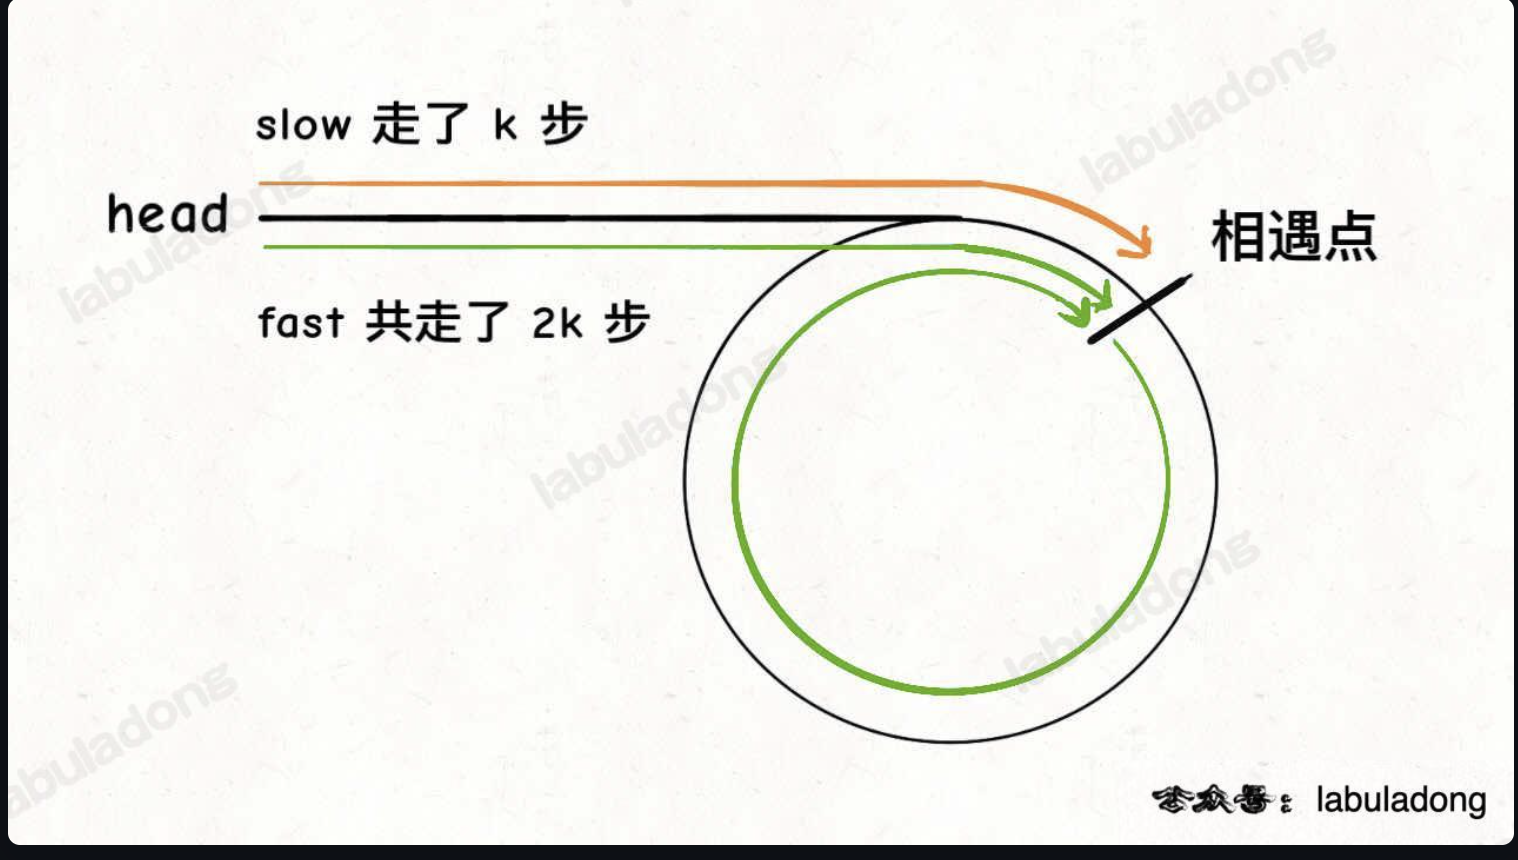 slow 走了 k 步
head
相遇点
fast 共走了 2k 步
公众号：labuladong
labuladong
labuladong
labuladong
labuladong
labuladong